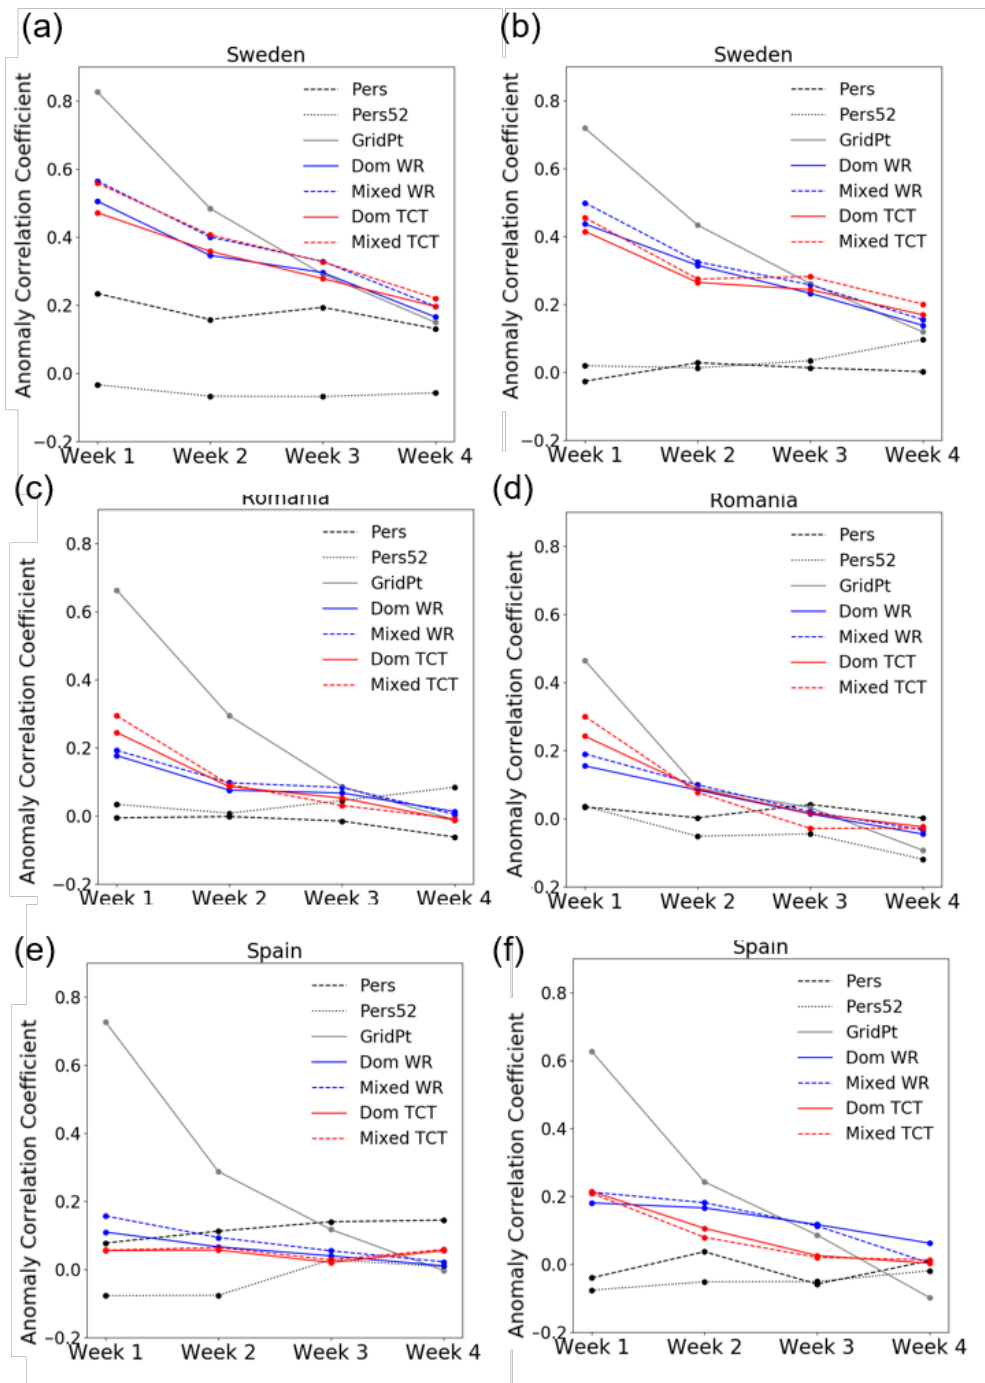 (a)
Sweden
Anomaly Correlation Coefficient
0.8
0.6
0.4
0.2
0.0
−0.2
Pers
Pers52
GridPt
Dom WR
Mixed WR
Dom TCT
Mixed TCT
Week 1 Week 2 Week 3 Week 4
(b)
Sweden
Anomaly Correlation Coefficient
0.8
0.6
0.4
0.2
0.0
−0.2
Pers
Pers52
GridPt
Dom WR
Mixed WR
Dom TCT
Mixed TCT
Week 1 Week 2 Week 3 Week 4
(c)
Romania
Anomaly Correlation Coefficient
0.8
0.6
0.4
0.2
0.0
−0.2
Pers
Pers52
GridPt
Dom WR
Mixed WR
Dom TCT
Mixed TCT
Week 1 Week 2 Week 3 Week 4
(d)
Romania
Anomaly Correlation Coefficient
0.8
0.6
0.4
0.2
0.0
0.2
Pers
Pers52
GridPt
Dom WR
Mixed WR
Dom TCT
Mixed TCT
Week 1 Week 2 Week 3 Week 4
(e)
Spain
Anomaly Correlation Coefficient
0.8
0.6
0.4
0.2
0.0
−0.2
Pers
Pers52
GridPt
Dom WR
Mixed WR
Dom TCT
Mixed TCT
Week 1 Week 2 Week 3 Week 4
(f)
Spain
Anomaly Correlation Coefficient
0.8
0.6
0.4
0.2
0.0
−0.2
Pers
Pers52
GridPt
Dom WR
Mixed WR
Dom TCT
Mixed TCT
Week 1 Week 2 Week 3 Week 4